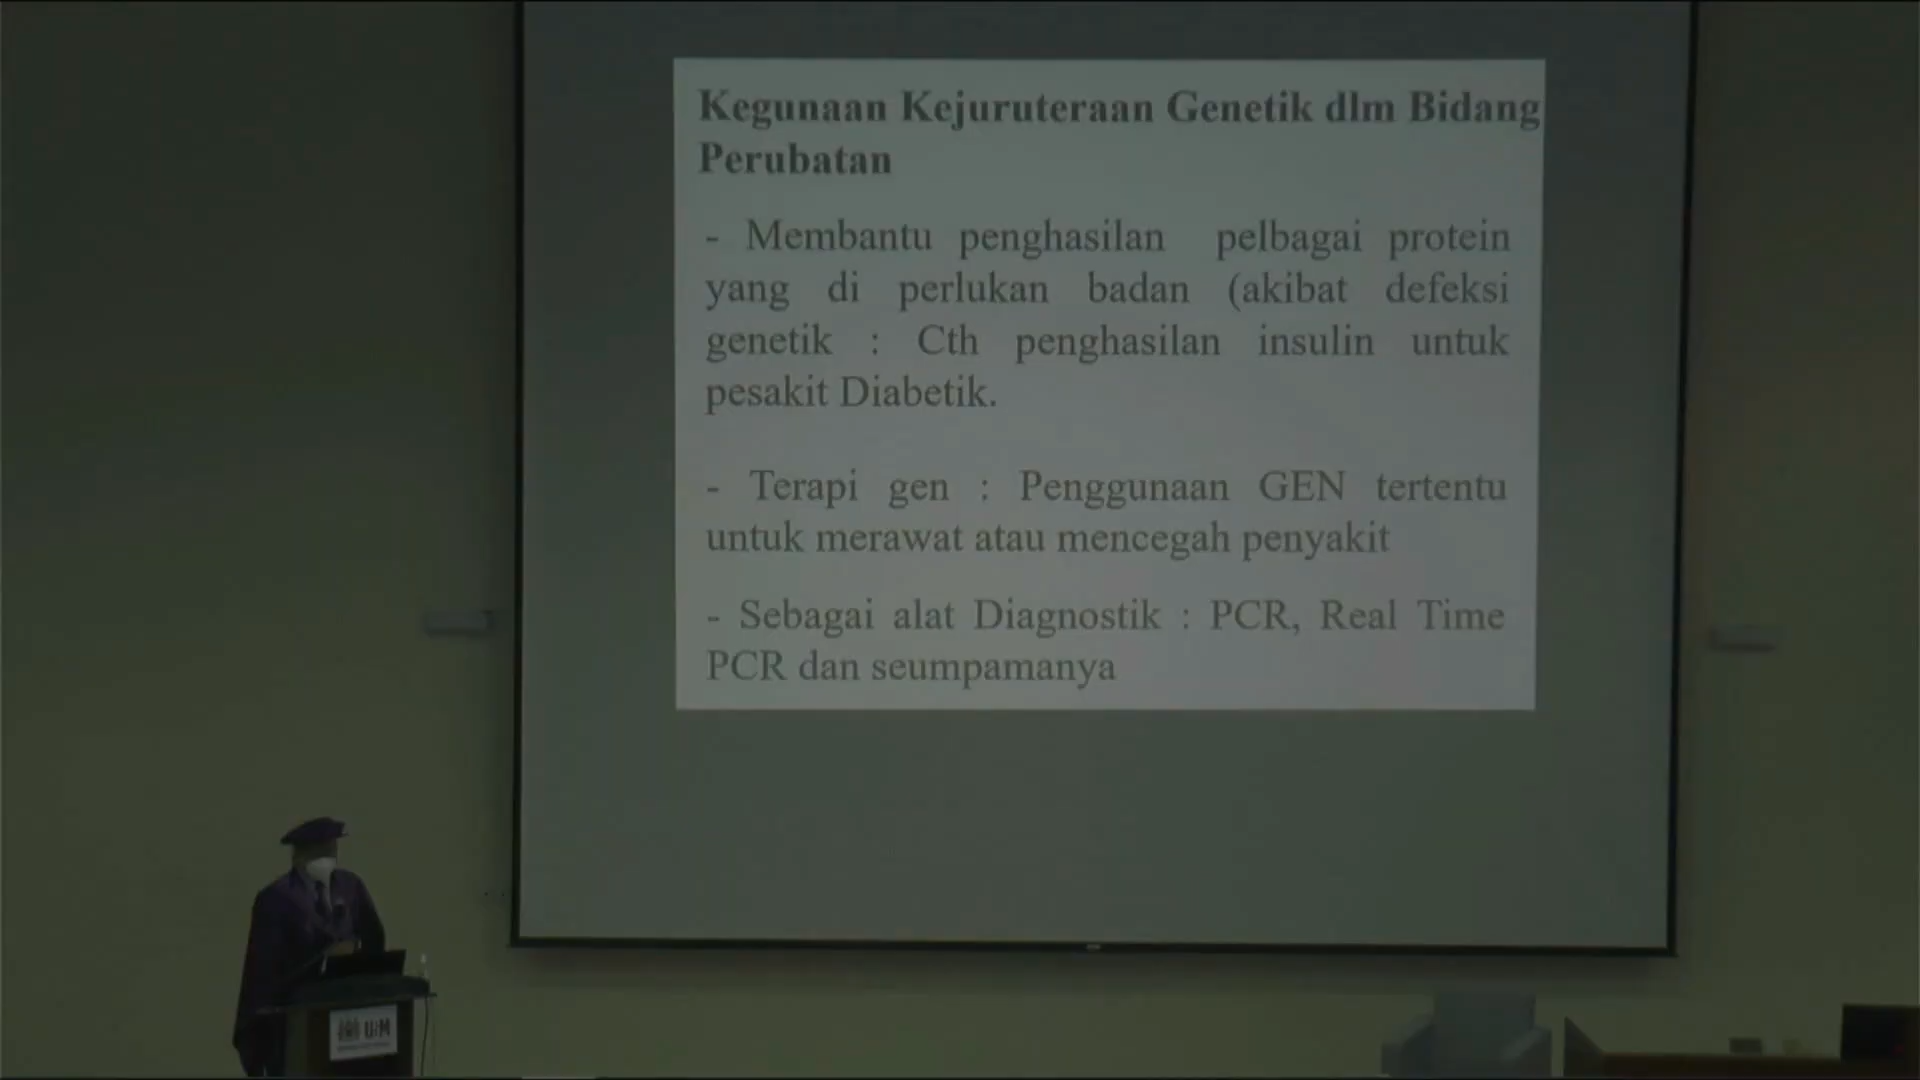 Kegunaan Kejuruteraan Genetik dlm Bidang
Perubatan
- Membantu penghasilan pelbagai protein
yang di perlukan badan (akibat defeksi
genetik : Cth penghasilan insulin untuk
pesakit Diabetik.
- Terapi gen : Penggunaan GEN tertentu
untuk merawat atau mencegah penyakit
- Sebagai alat Diagnostik : PCR, Real Time
PCR dan seumpamanya